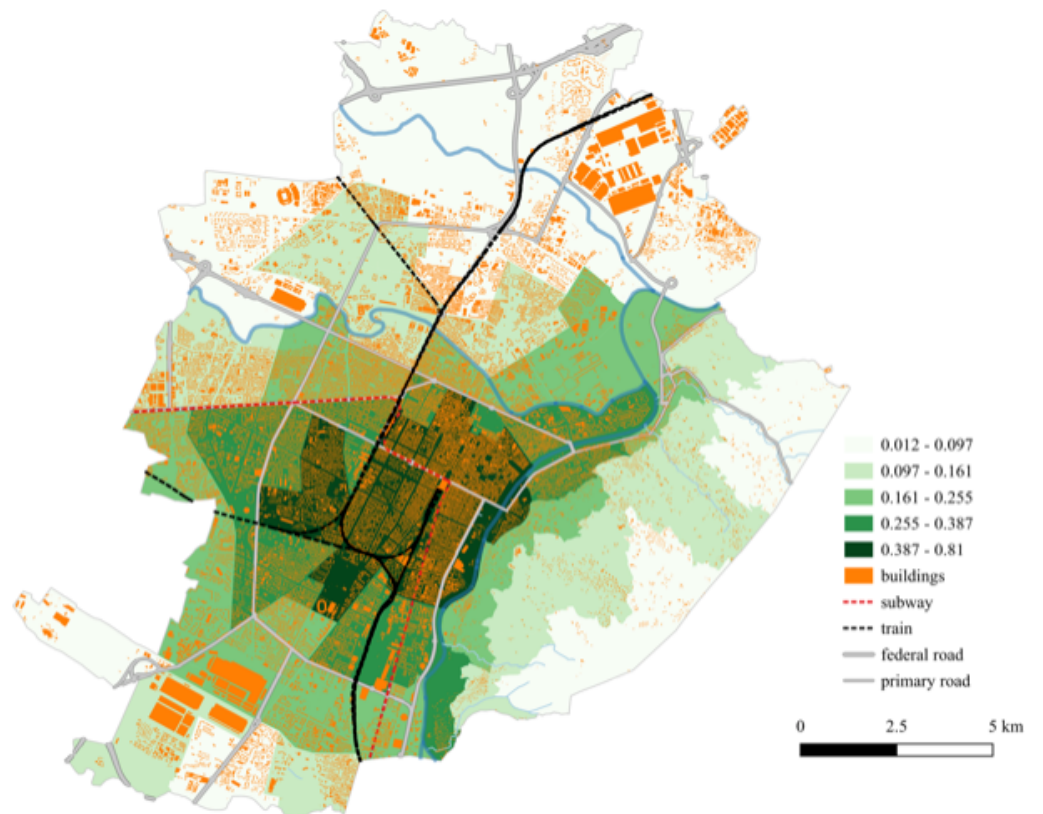 0.012 - 0.097
0.097 - 0.161
0.161 - 0.255
0.255 - 0.387
0.387 - 0.81
buildings
subway
train
federal road
primary road
0 2.5 5 km